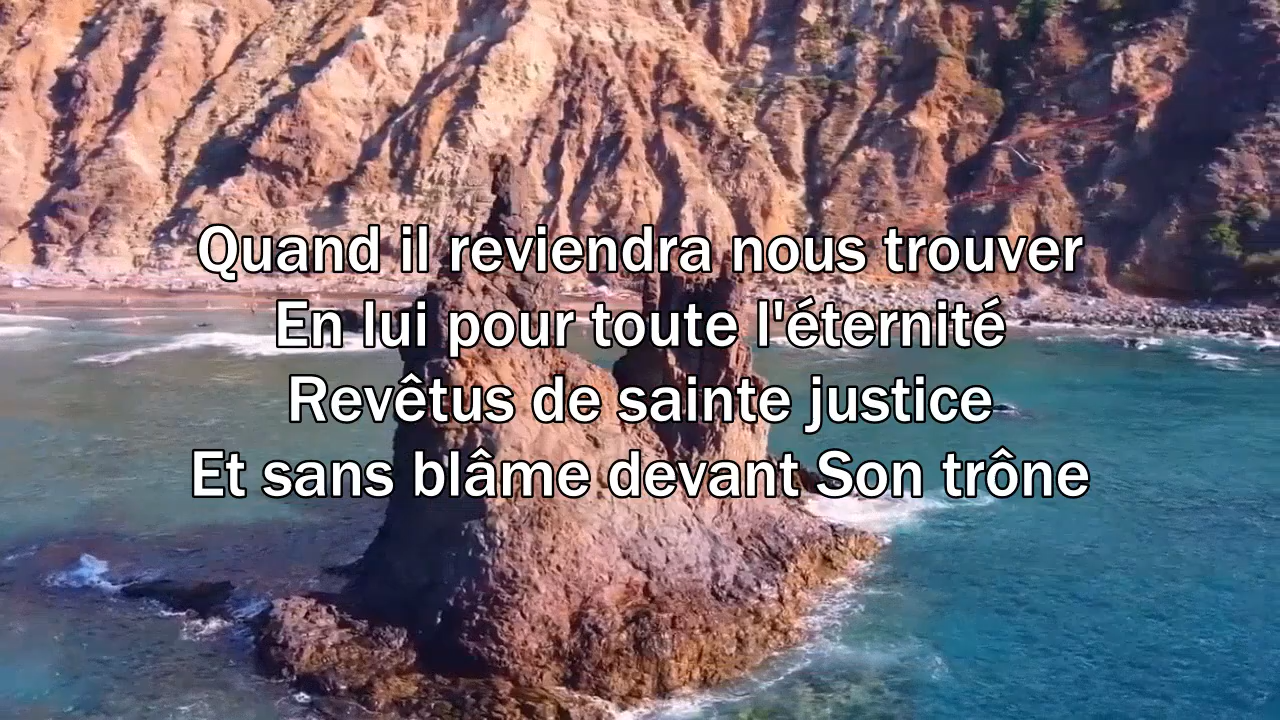 Quand il reviendra nous trouver
En lui pour toute l'éternité
Revêtus de sainte justice
Et sans blâme devant Son trône